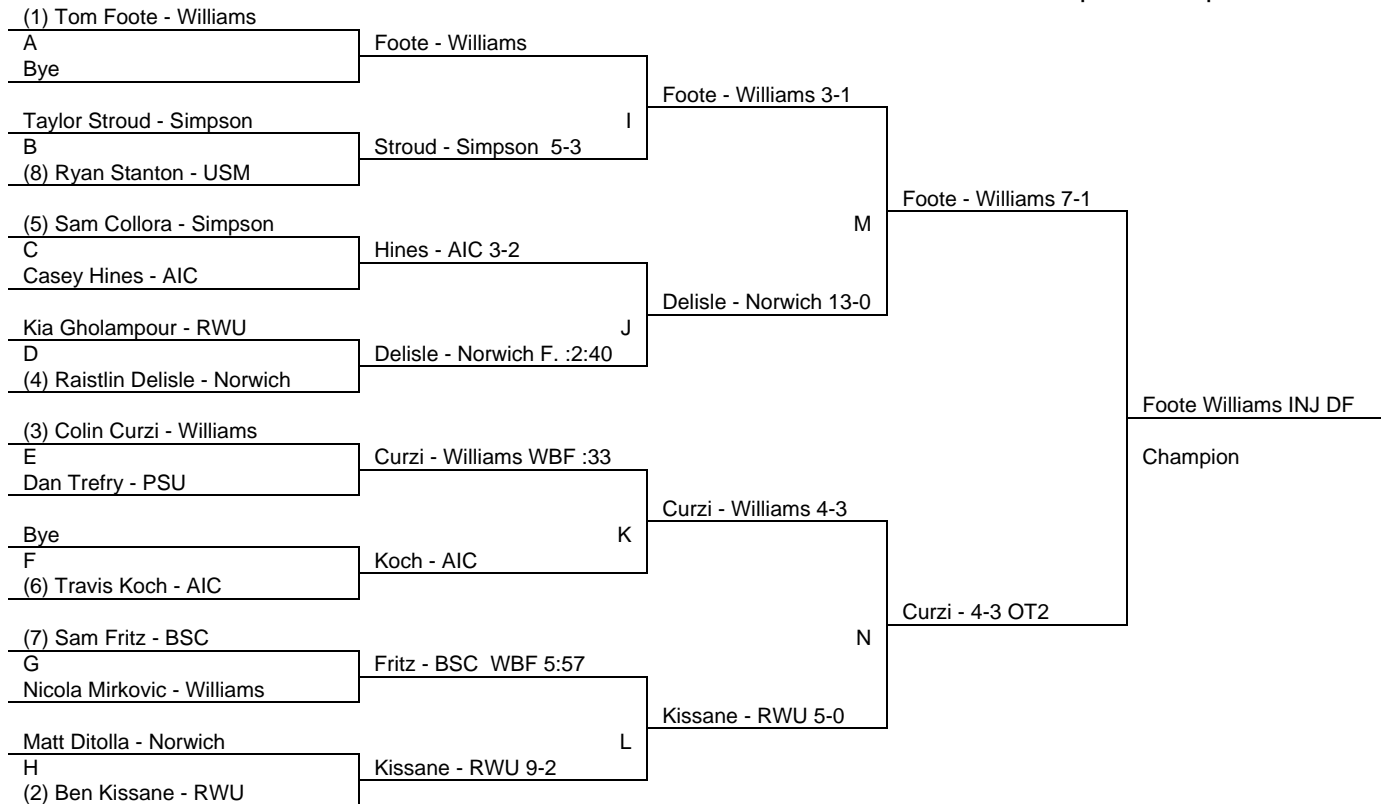 (1) Tom Foote - Williams
A
Bye
Foote - Williams
Taylor Stroud - Simpson
B
(8) Ryan Stanton - USM
Stroud - Simpson 5-3
I
Foote - Williams 3-1
(5) Sam Collora - Simpson
C
Casey Hines - AIC
Hines - AIC 3-2
Kia Gholampour - RWU
D
(4) Raistlin Delisle - Norwich
Delisle - Norwich F. :2:40
J
Delisle - Norwich 13-0
M
Foote - Williams 7-1
(3) Colin Curzi - Williams
E
Dan Trefry - PSU
Curzi - Williams WBF :33
Bye
F
(6) Travis Koch - AIC
Koch - AIC
K
Curzi - Williams 4-3
(7) Sam Fritz - BSC
G
Nicola Mirkovic - Williams
Fritz - BSC WBF 5:57
Matt Ditolla - Norwich
H
(2) Ben Kissane - RWU
Kissane - RWU 9-2
L
Kissane - RWU 5-0
N
Curzi - 4-3 OT2
Foote Williams INJ DF
Champion